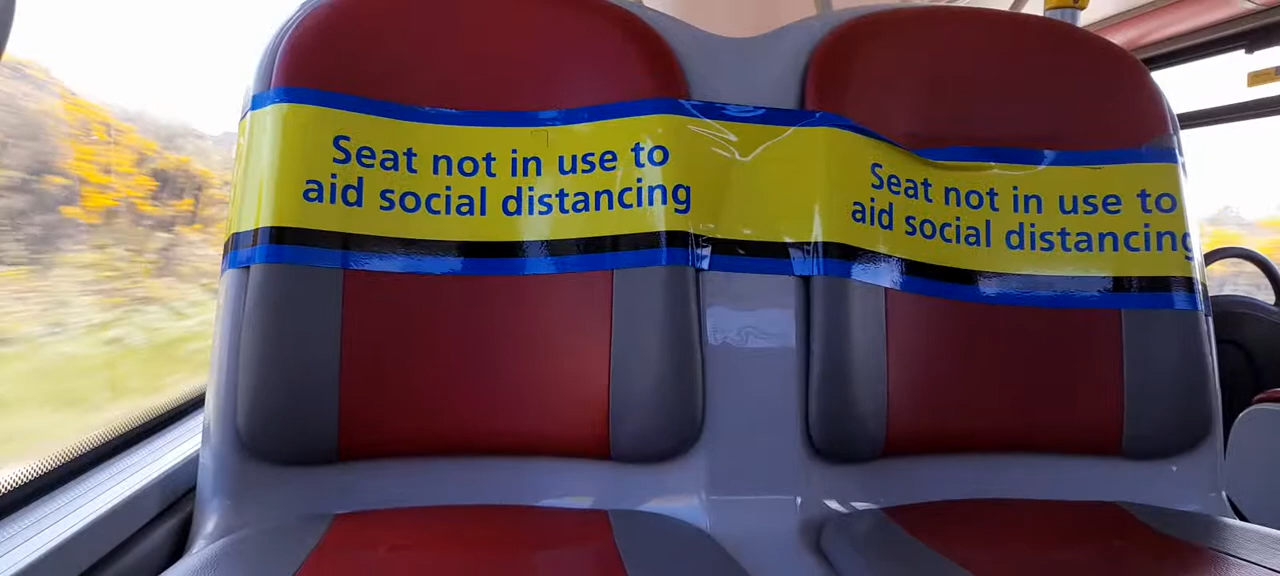 Seat not in use to
aid social distancing
Seat not in use to
aid social distancing